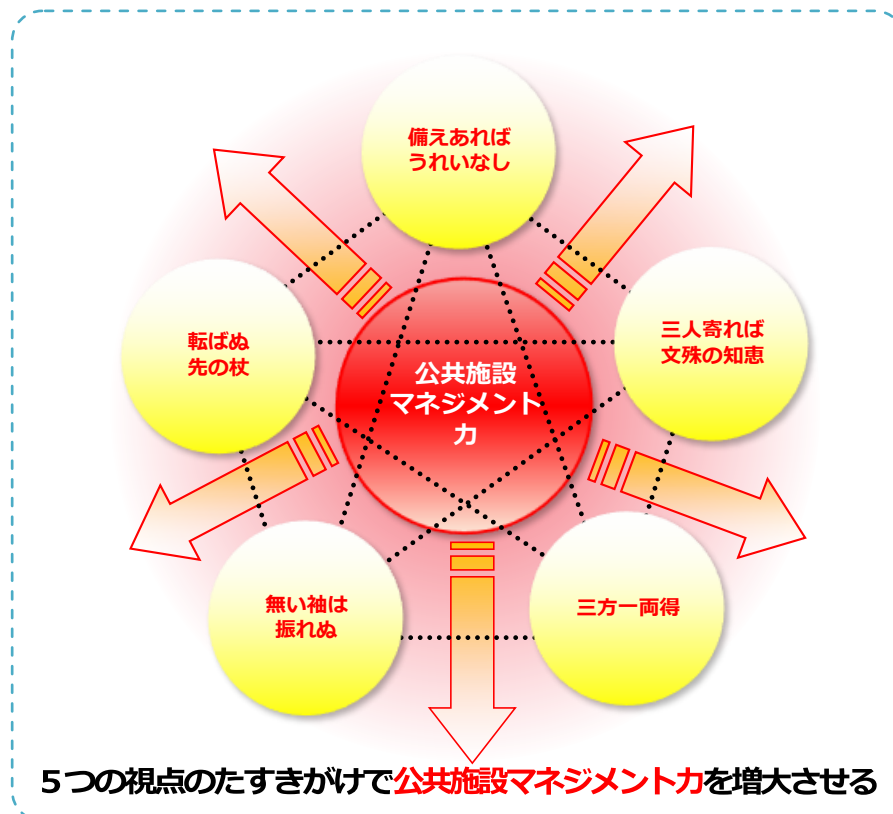 備えあれば
うれいなし
三人寄れば
文殊の知恵
転ばぬ
先の杖
公共施設
マネジメント
力
無い袖は
振れぬ
三方一両得
５つの視点のたすきがけで公共施設マネジメント力を増大させる